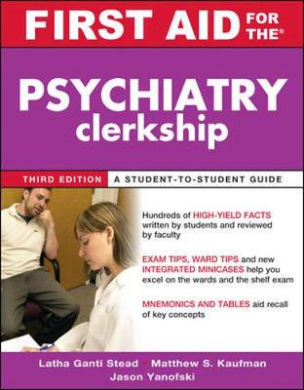 FIRST AID FOR THE®
PSYCHIATRY
clerkship
THIRD EDITION · A STUDENT-TO-STUDENT GUIDE
Hundreds of HIGH-YIELD FACTS
written by students and reviewed
by faculty
EXAM TIPS, WARD TIPS and new
INTEGRATED MINICASES help you
excel on the wards and the shelf exam
MNEMONICS AND TABLES aid recall
of key concepts
Latha Ganti Stead · Matthew S. Kaufman
Jason Yanofski